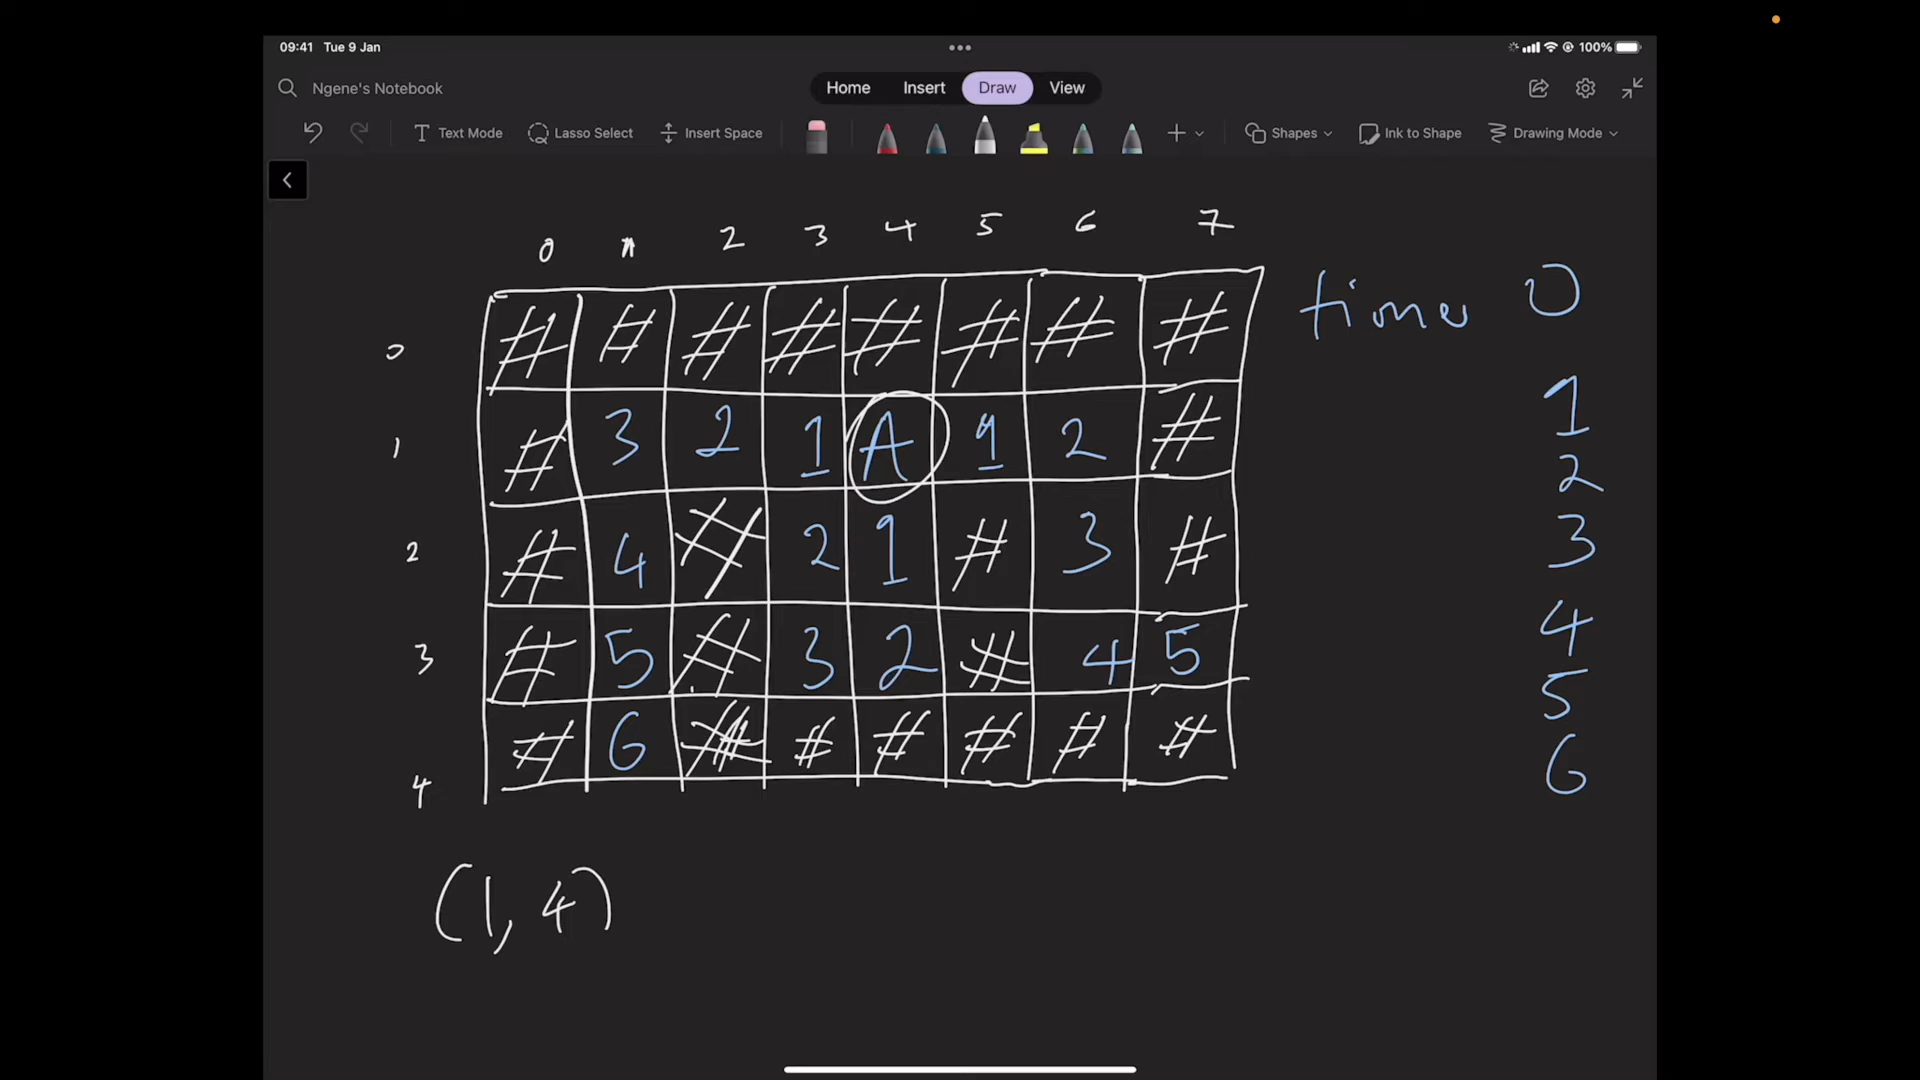 09:41 Tue 9 Jan 100%
Ngene's Notebook Home Insert Draw View
Text Mode Lasso Select Insert Space Shapes Ink to Shape Drawing Mode
0 1 2 3 4 5 6 7
0 # # # # # # # #
1 # 3 2 1 A 1 2 #
2 # 4 # 2 1 # 3 #
3 # 5 # 3 2 # 4 5
4 # 6 # # # # # #
(1, 4)
time 0
1
2
3
4
5
6